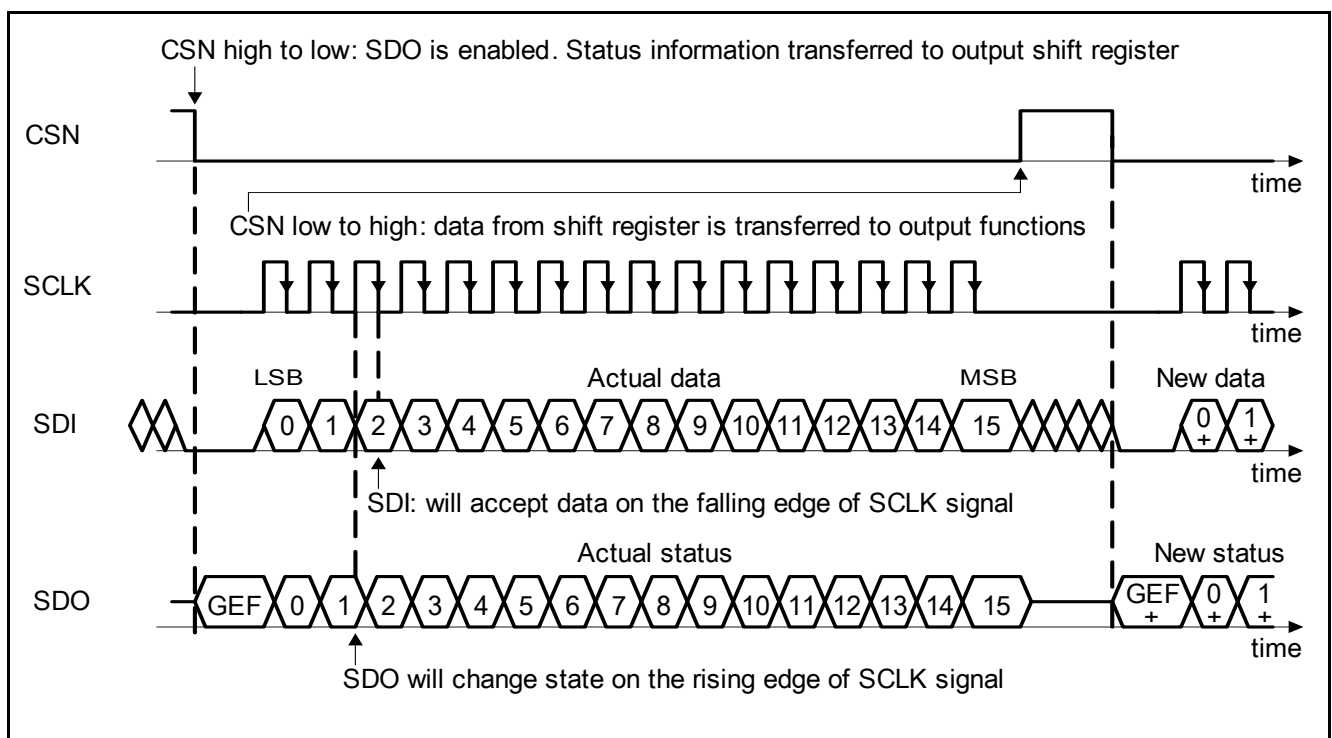 CSN high to low: SDO is enabled. Status information transferred to output shift register
CSN
time
CSN low to high: data from shift register is transferred to output functions
SCLK
time
LSB Actual data MSB New data
SDI
0 1 2 3 4 5 6 7 8 9 10 11 12 13 14 15 0 1
+ +
time
SDI: will accept data on the falling edge of SCLK signal
Actual status New status
SDO
GEF 0 1 2 3 4 5 6 7 8 9 10 11 12 13 14 15 GEF 0 1
+ + +
time
SDO will change state on the rising edge of SCLK signal